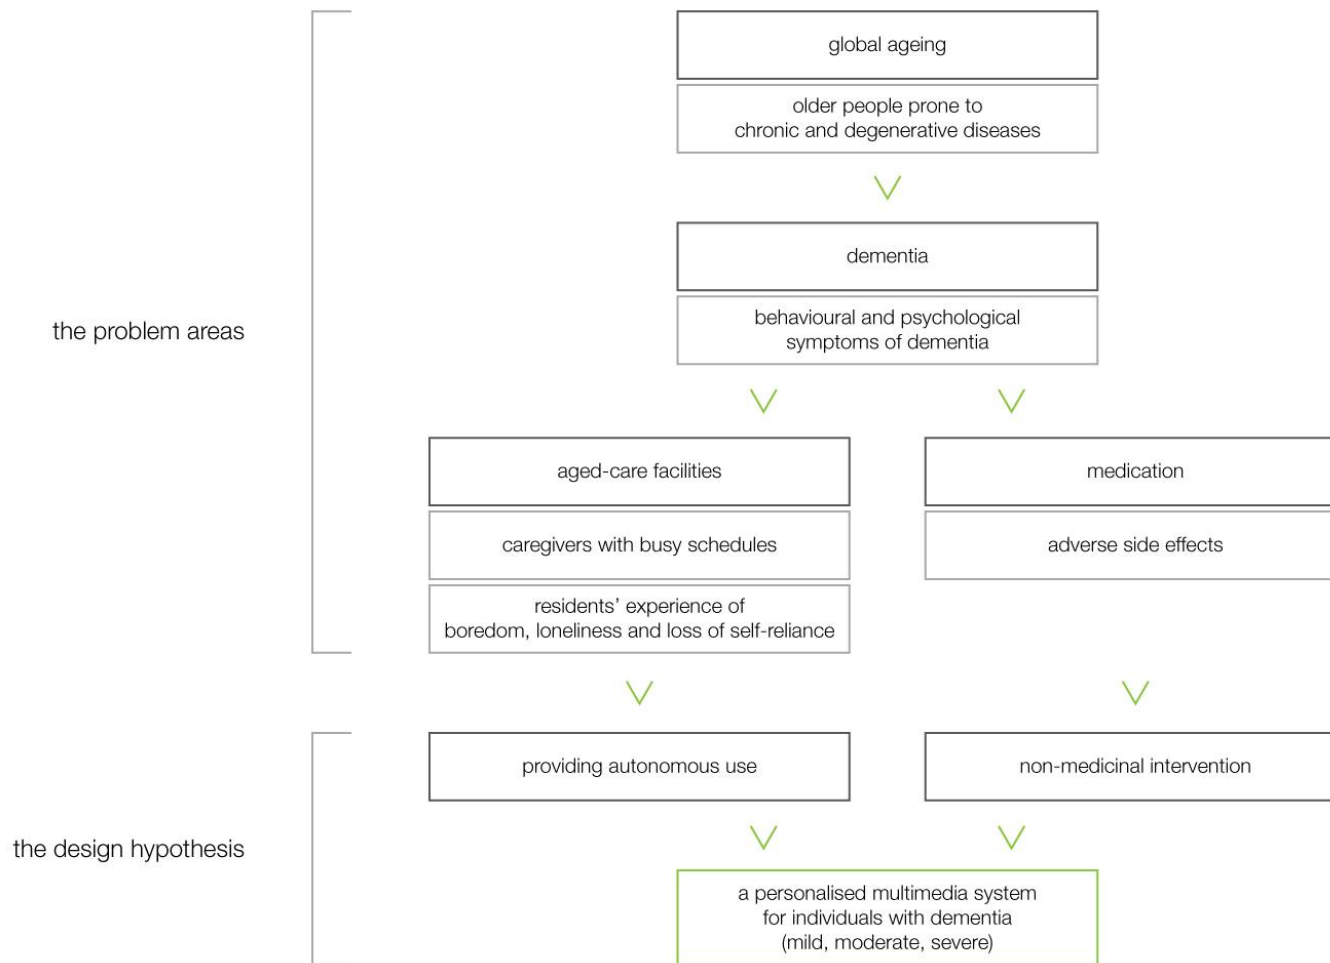 global ageing
older people prone to
chronic and degenerative diseases
dementia
the problem areas
behavioural and psychological
symptoms of dementia
aged-care facilities
medication
caregivers with busy schedules
adverse side effects
residents’ experience of
boredom, loneliness and loss of self-reliance
providing autonomous use
non-medicinal intervention
the design hypothesis
a personalised multimedia system
for individuals with dementia
(mild, moderate, severe)